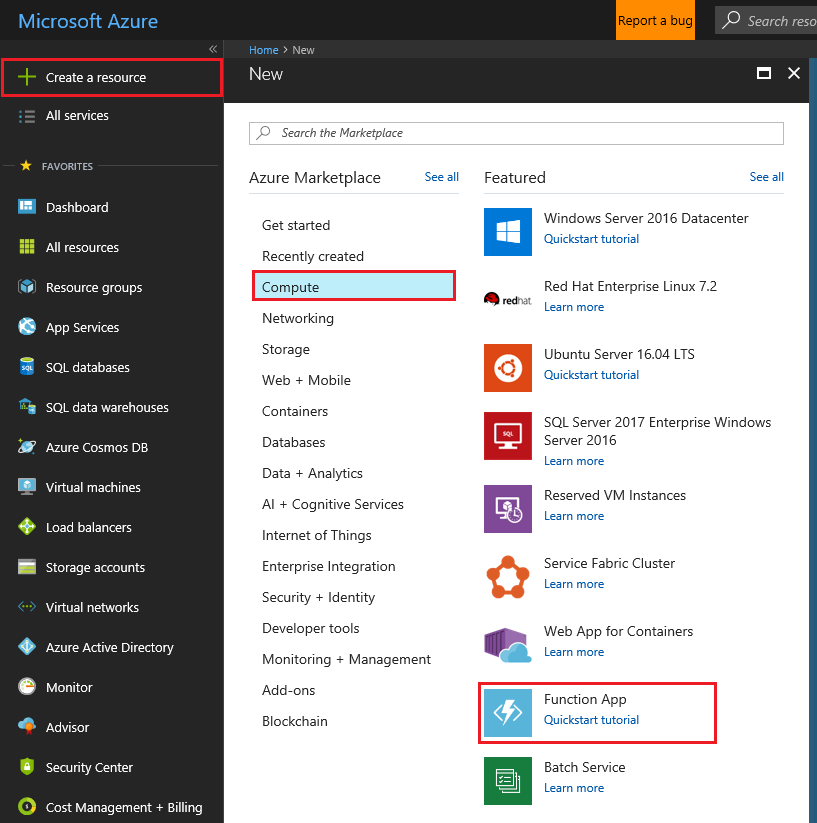 Microsoft Azure
Report a bug
Search reso
«
Create a resource
All services
FAVORITES
Dashboard
All resources
Resource groups
App Services
SQL
SQL databases
SQL data warehouses
Azure Cosmos DB
Virtual machines
Load balancers
Storage accounts
Virtual networks
Azure Active Directory
Monitor
Advisor
Security Center
Cost Management + Billing
Home > New
New
Search the Marketplace
Azure Marketplace
See all
Get started
Recently created
Compute
Networking
Storage
Web + Mobile
Containers
Databases
Data + Analytics
AI + Cognitive Services
Internet of Things
Enterprise Integration
Security + Identity
Developer tools
Monitoring + Management
Add-ons
Blockchain
Featured
See all
Windows Server 2016 Datacenter
Quickstart tutorial
redhat
Red Hat Enterprise Linux 7.2
Learn more
Ubuntu Server 16.04 LTS
Quickstart tutorial
SQL
SQL Server 2017 Enterprise Windows
Server 2016
Learn more
Reserved VM Instances
Learn more
Service Fabric Cluster
Learn more
Web App for Containers
Learn more
Function App
Quickstart tutorial
Batch Service
Learn more